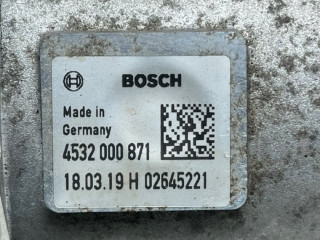 BOSCH
Made in
Germany
4532 000 871
18.03.19 H 02645221